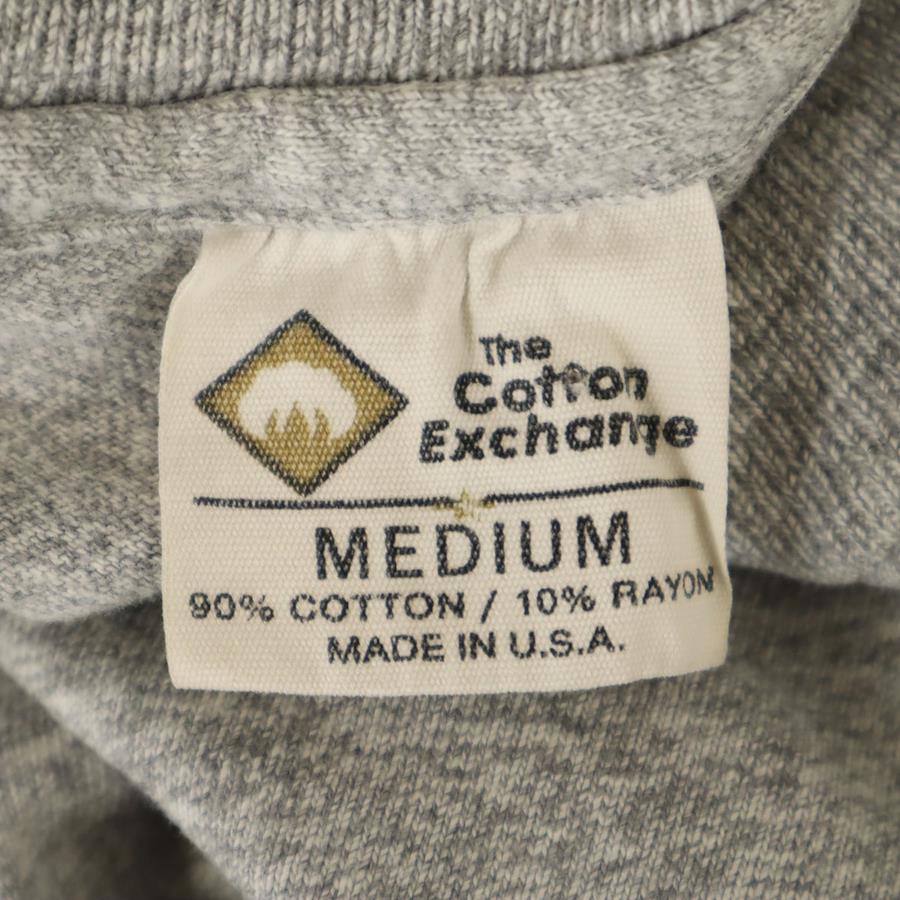 The
Cotton
Exchange
MEDIUM
90% COTTON / 10% RAYON
MADE IN U.S.A.